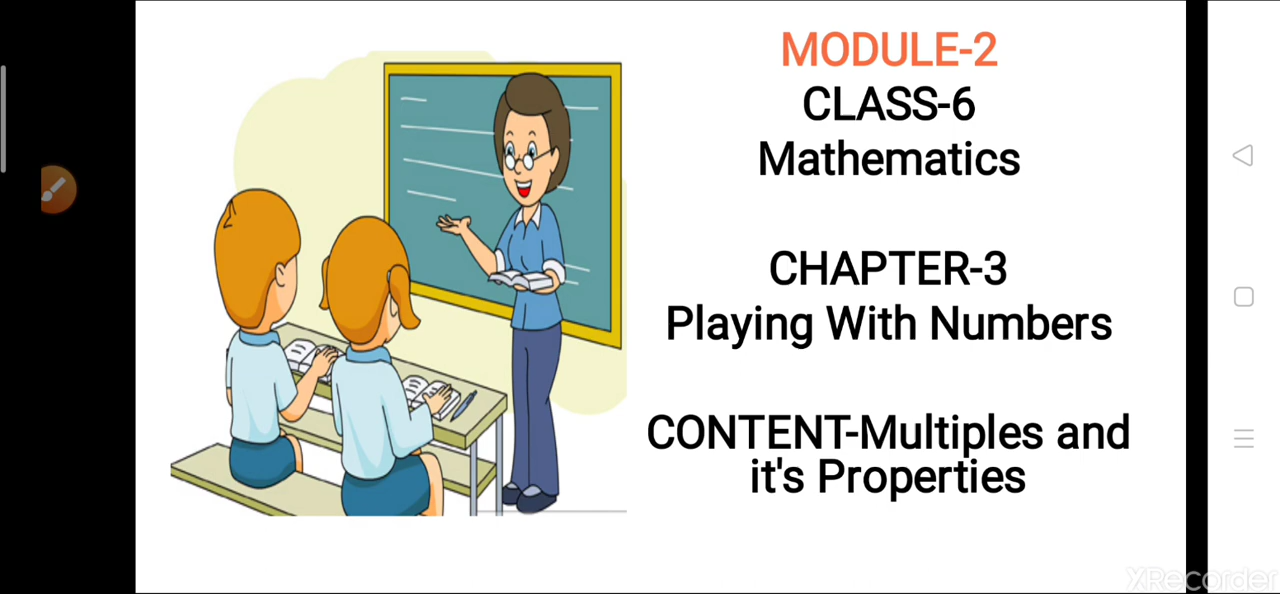 MODULE-2
CLASS-6
Mathematics
CHAPTER-3
Playing With Numbers
CONTENT-Multiples and
it's Properties
XRecorder